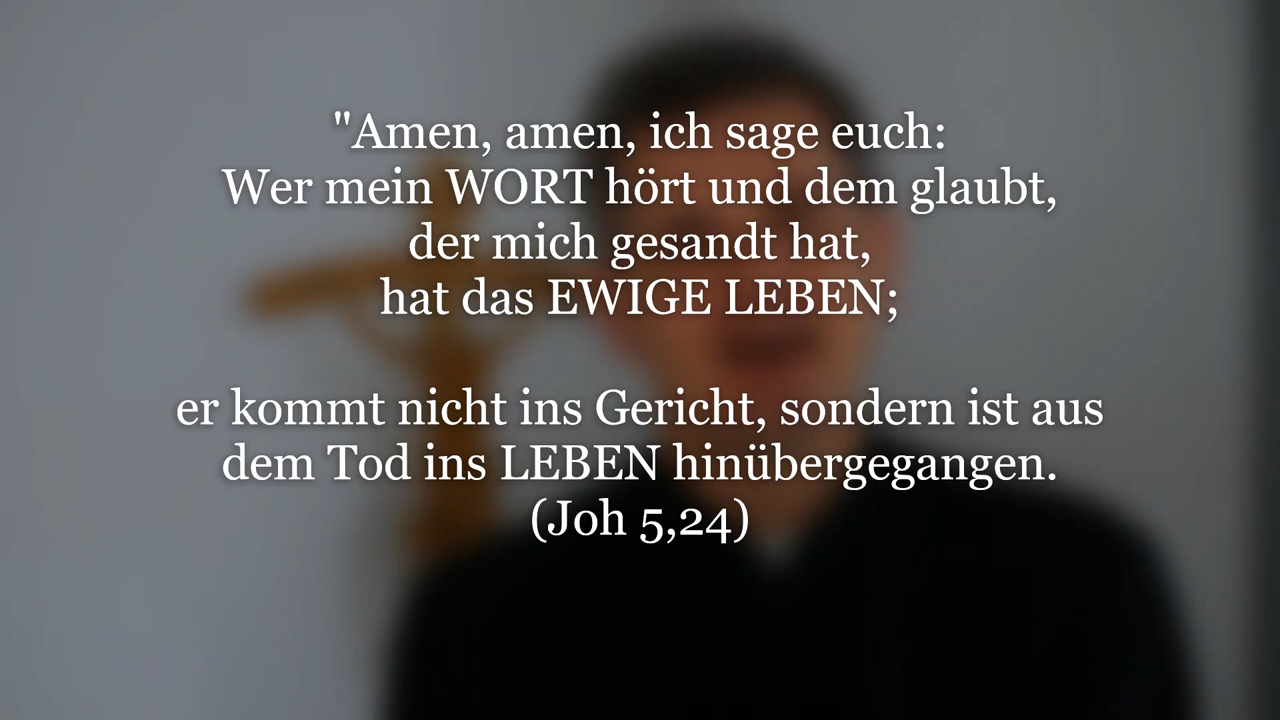 "Amen, amen, ich sage euch:
Wer mein WORT hört und dem glaubt,
der mich gesandt hat,
hat das EWIGE LEBEN;
er kommt nicht ins Gericht, sondern ist aus
dem Tod ins LEBEN hinübergegangen.
(Joh 5,24)